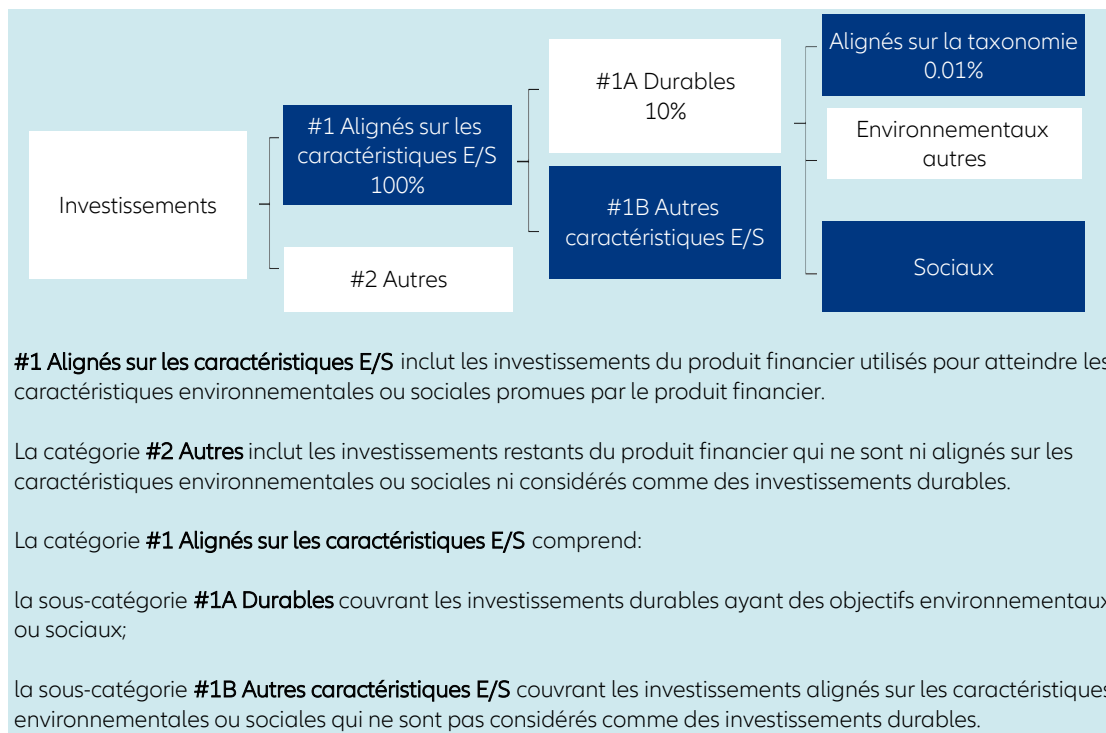 Investissements
#1 Alignés sur les
caractéristiques E/S
100%
#2 Autres
#1A Durables
10%
#1B Autres
caractéristiques E/S
Alignés sur la taxonomie
0.01%
Environnementaux
autres
Sociaux
#1 Alignés sur les caractéristiques E/S inclut les investissements du produit financier utilisés pour atteindre les
caractéristiques environnementales ou sociales promues par le produit financier.
La catégorie #2 Autres inclut les investissements restants du produit financier qui ne sont ni alignés sur les
caractéristiques environnementales ou sociales ni considérés comme des investissements durables.
La catégorie #1 Alignés sur les caractéristiques E/S comprend:
la sous-catégorie #1A Durables couvrant les investissements durables ayant des objectifs environnementaux
ou sociaux;
la sous-catégorie #1B Autres caractéristiques E/S couvrant les investissements alignés sur les caractéristiques
environnementales ou sociales qui ne sont pas considérés comme des investissements durables.